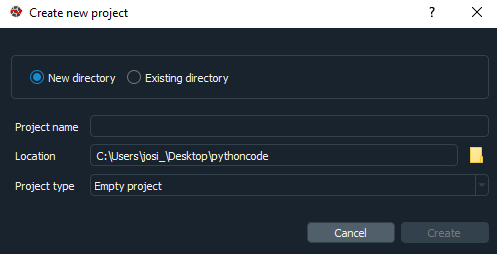 Create new project
?
New directory
Existing directory
Project name
Location
C:\Users\josi_\Desktop\pythoncode
Project type
Empty project
Cancel
Create